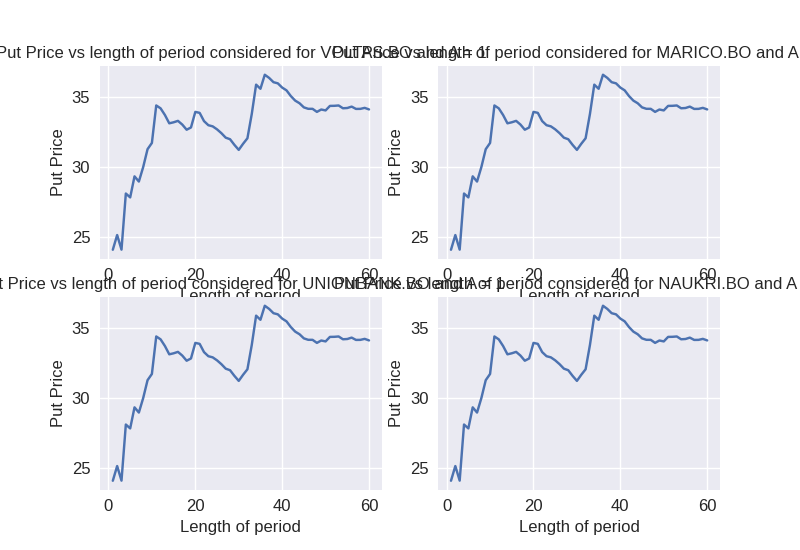 Put Price vs length of period considered for VOLTAS.BO and A = 1
Put Price vs length of period considered for MARICO.BO and A
35
30
25
Put Price
0 20 40 60
Length of period
35
30
25
Put Price
0 20 40 60
Length of period
t Price vs length of period considered for UNIONBANK.BO and A = 1
Put Price vs length of period considered for NAUKRI.BO and A
35
30
25
Put Price
0 20 40 60
Length of period
35
30
25
Put Price
0 20 40 60
Length of period